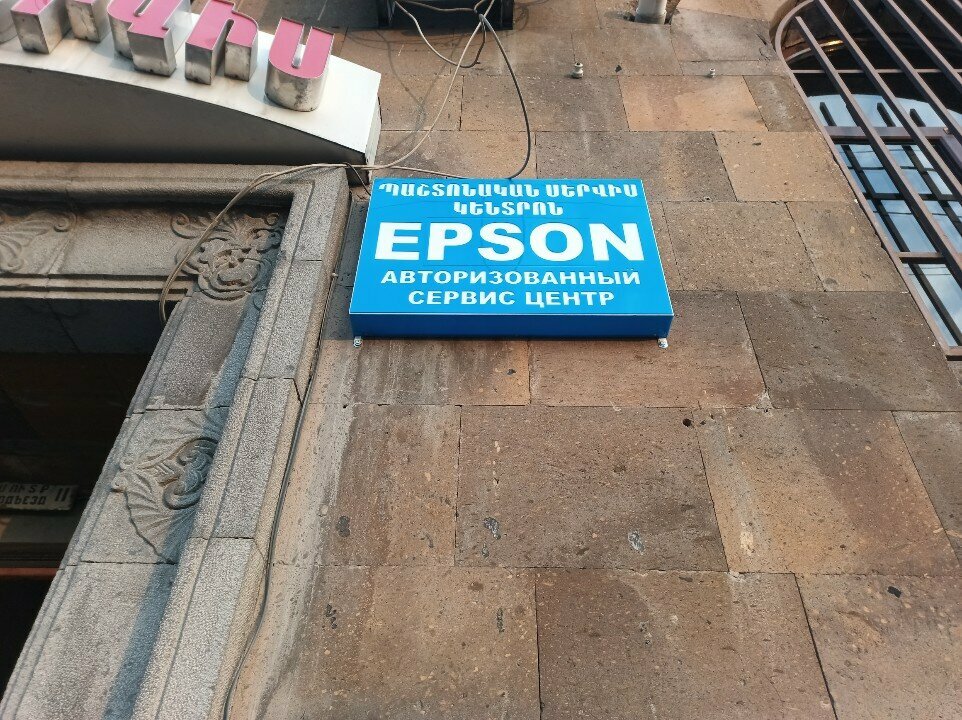 ՊԱՇՏՈՆԱԿԱՆ ՍԵՐՎԻՍ
ԿԵՆՏՐՈՆ
EPSON
АВТОРИЗОВАННЫЙ
СЕРВИС ЦЕНТР